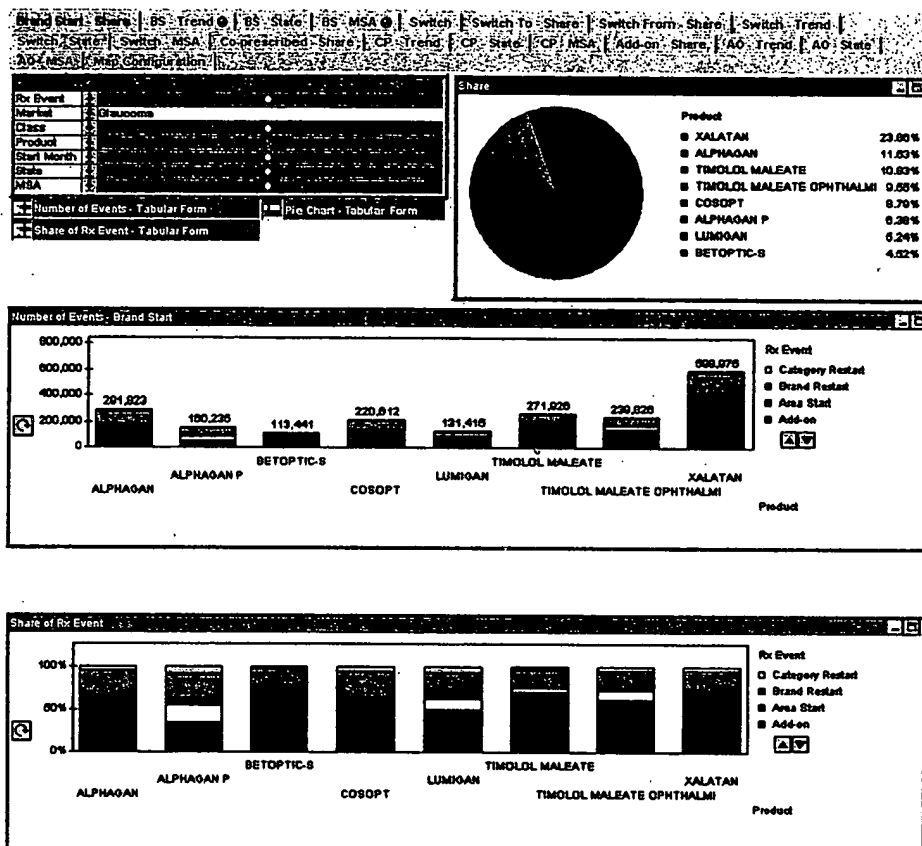 Brand Start - Share | BS - Trend | BS - State | BS - MSA | Switch | Switch To - Share | Switch From - Share | Switch - Trend |
Switch - State | Switch - MSA | Co-prescribed - Share | CP - Trend | CP - State | CP - MSA | Add-on - Share | AO - Trend | AO - State |
AO - MSA | Map Configuration |
Rx Event
Market Glaucoma
Class
Product
Start Month
State
MSA
Number of Events - Tabular Form
Pie Chart - Tabular Form
Share of Rx Event - Tabular Form
Share
Product
XALATAN 23.86%
ALPHAGAN 11.63%
TIMOLOL MALEATE 10.83%
TIMOLOL MALEATE OPHTHALMI 9.55%
COSOPT 8.79%
ALPHAGAN P 6.38%
LUMIGAN 5.24%
BETOPTIC-S 4.52%
Number of Events - Brand Start
800,000
600,000
400,000
200,000
0
291,923
160,235
113,441
220,612
131,415
271,926
239,826
598,975
ALPHAGAN
ALPHAGAN P
BETOPTIC-S
COSOPT
LUMIGAN
TIMOLOL MALEATE
TIMOLOL MALEATE OPHTHALMI
XALATAN
Product
Rx Event
Category Restart
Brand Restart
Area Start
Add-on
Share of Rx Event
100%
50%
0%
ALPHAGAN
ALPHAGAN P
BETOPTIC-S
COSOPT
LUMIGAN
TIMOLOL MALEATE
TIMOLOL MALEATE OPHTHALMI
XALATAN
Product
Rx Event
Category Restart
Brand Restart
Area Start
Add-on